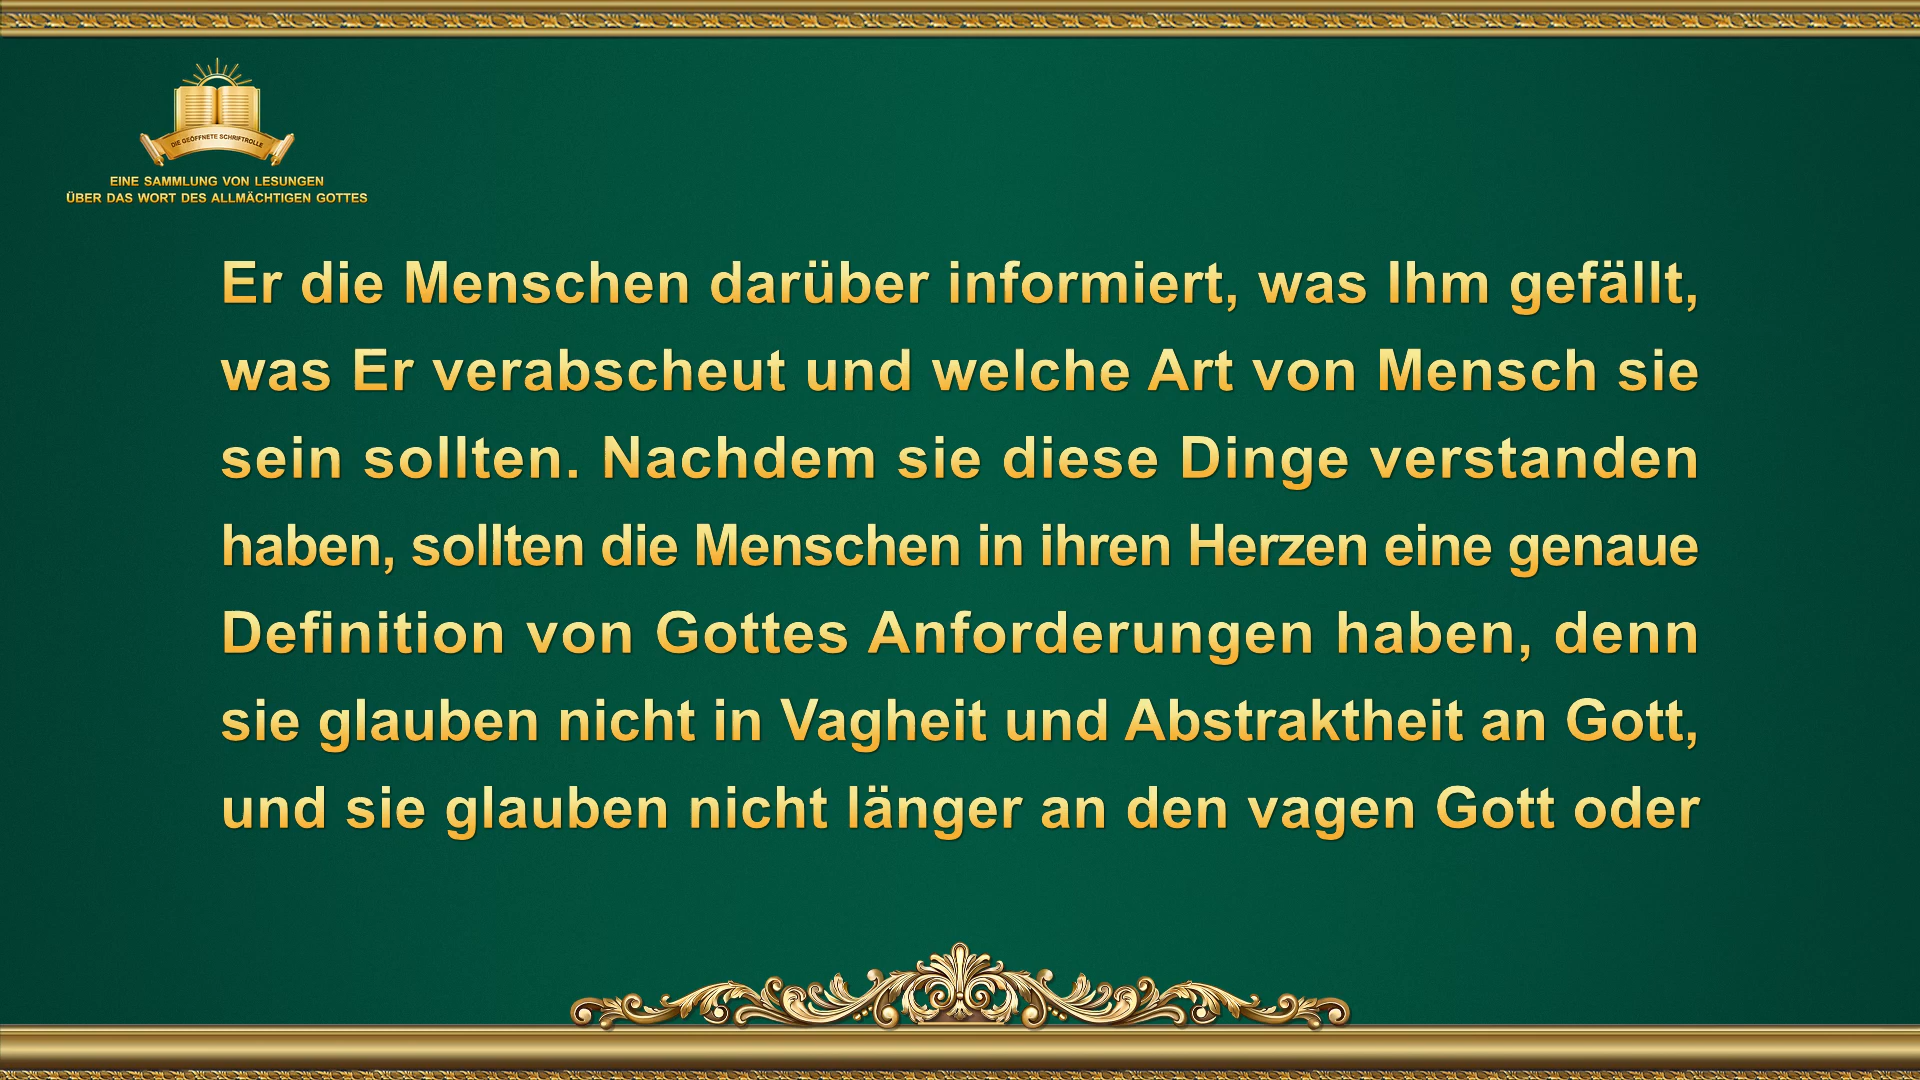 DIE GEÖFFNETE SCHRIFTROLLE
EINE SAMMLUNG VON LESUNGEN
ÜBER DAS WORT DES ALLMÄCHTIGEN GOTTES
Er die Menschen darüber informiert, was Ihm gefällt,
was Er verabscheut und welche Art von Mensch sie
sein sollten. Nachdem sie diese Dinge verstanden
haben, sollten die Menschen in ihren Herzen eine genaue
Definition von Gottes Anforderungen haben, denn
sie glauben nicht in Vagheit und Abstraktheit an Gott,
und sie glauben nicht länger an den vagen Gott oder